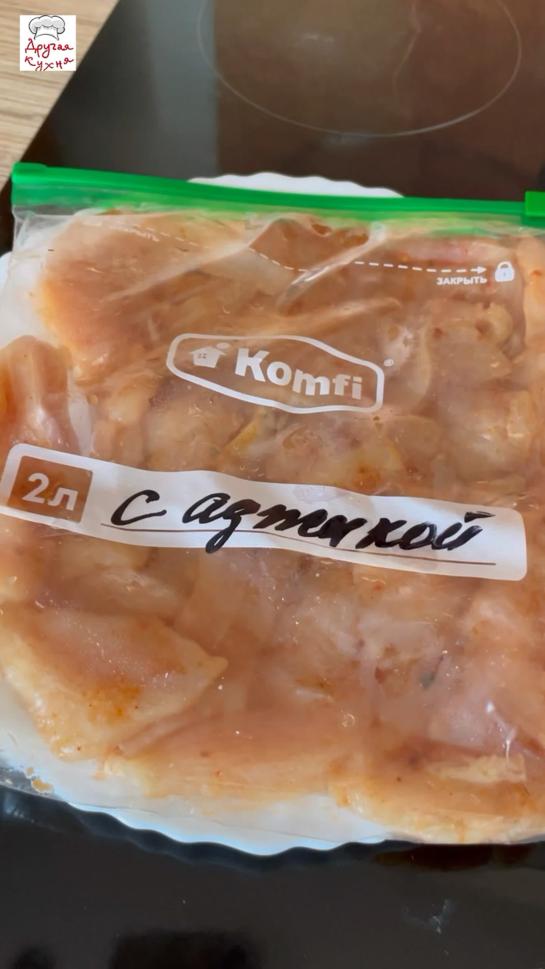 Другая
Кухня
ЗАКРЫТЬ
Komfi
2л
с аджикой